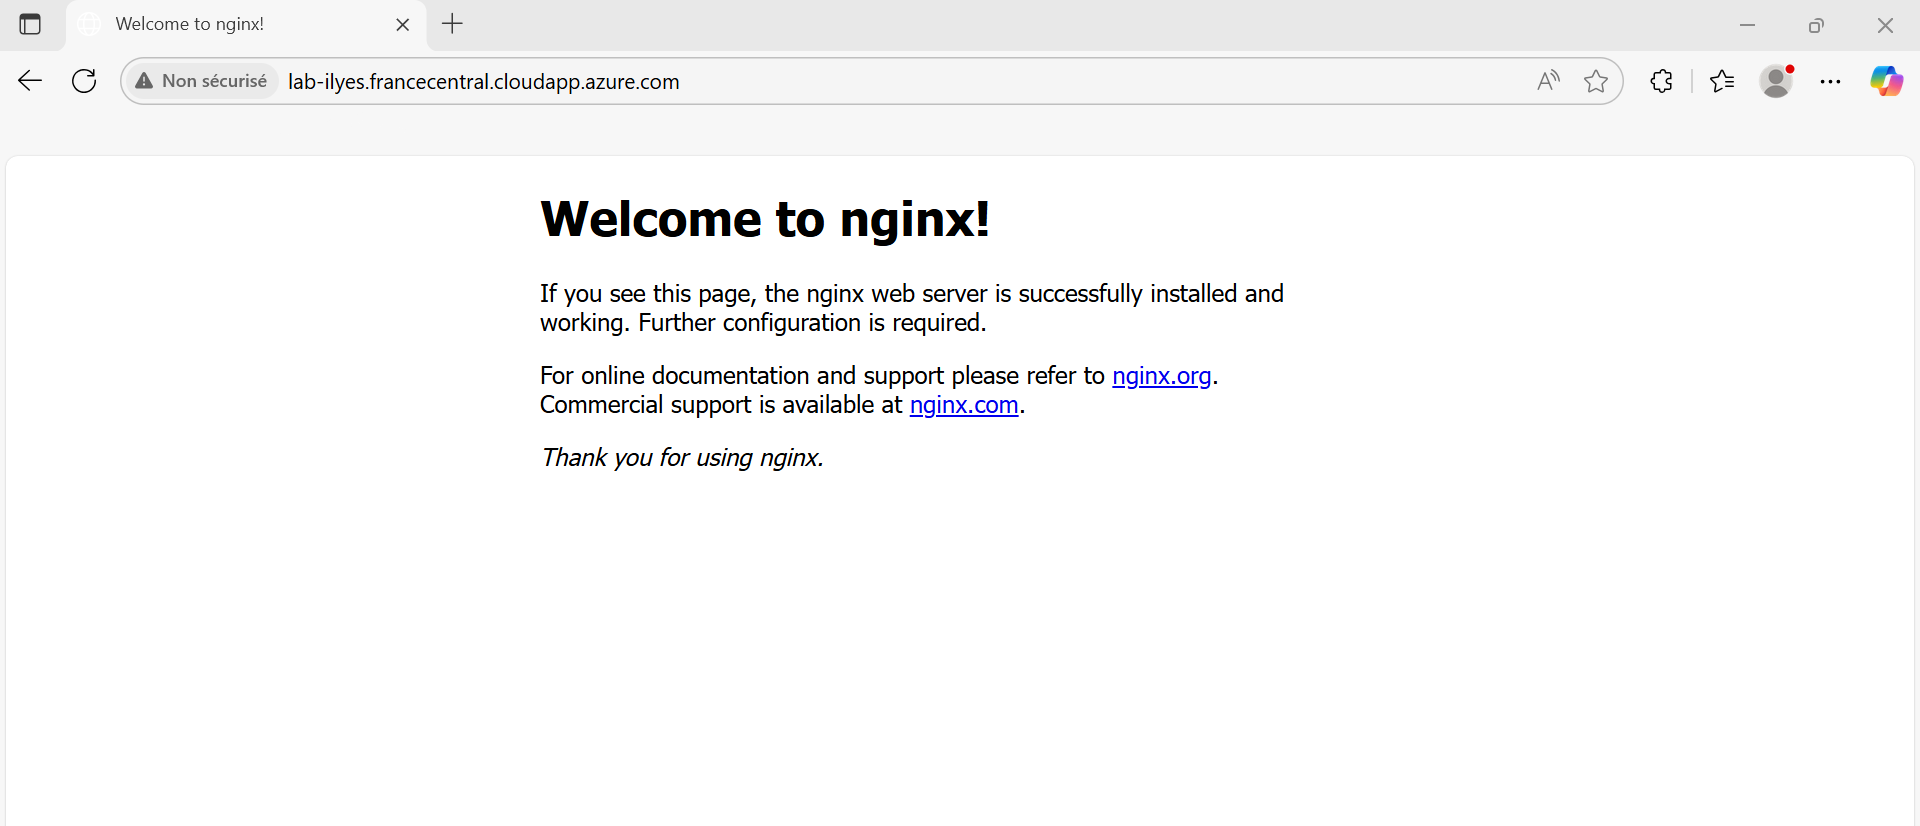 Welcome to nginx!
Non sécurisé lab-ilyes.francecentral.cloudapp.azure.com
Welcome to nginx!
If you see this page, the nginx web server is successfully installed and
working. Further configuration is required.
For online documentation and support please refer to nginx.org.
Commercial support is available at nginx.com.
Thank you for using nginx.